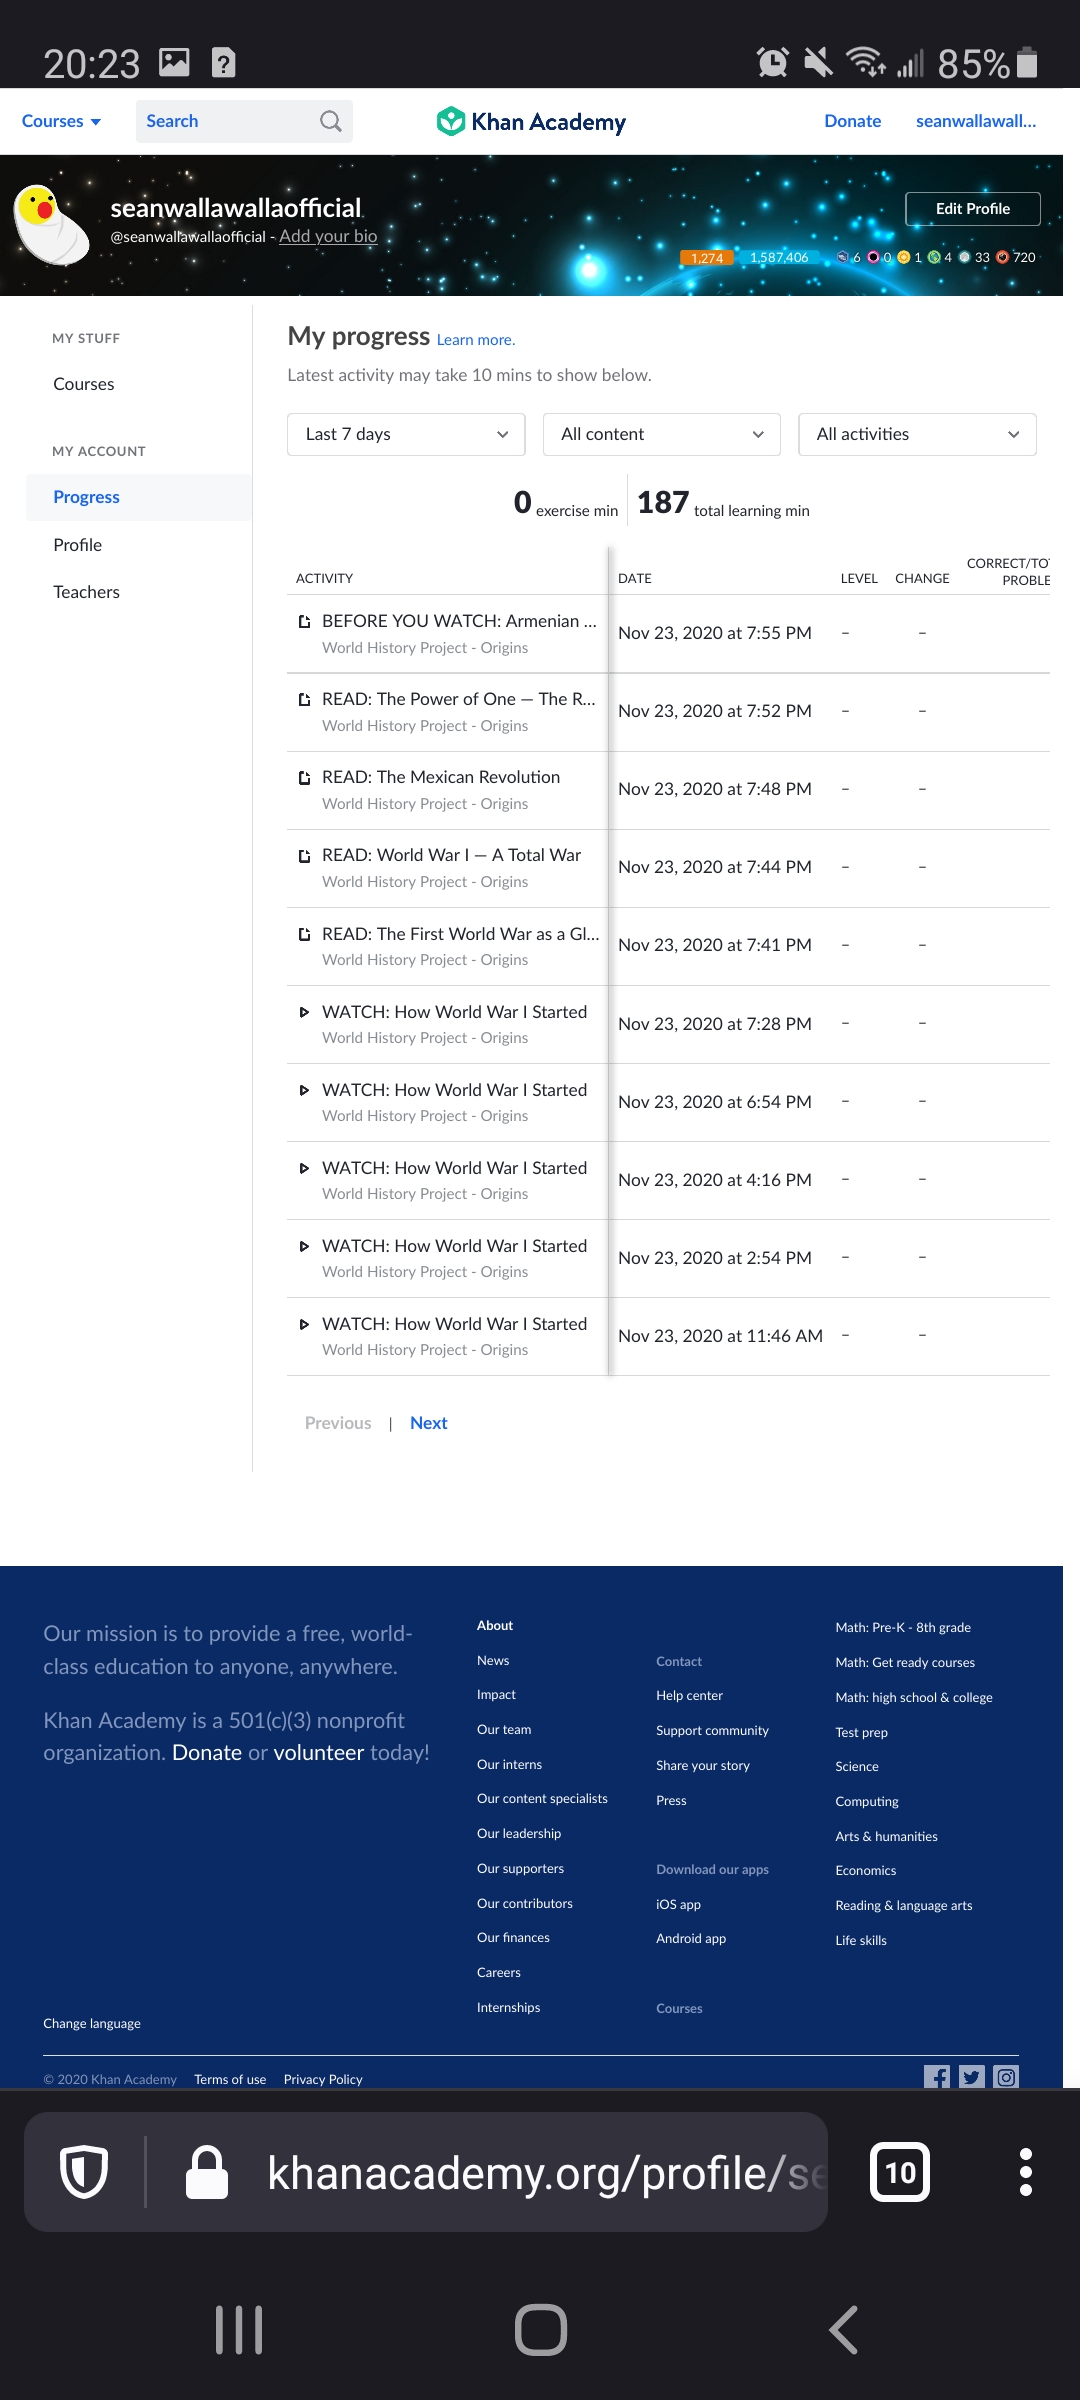 20:23
85%
Courses
Search
Khan Academy
Donate
seanwallawall...
seanwallawallaofficial
@seanwallawallaofficial - Add your bio
Edit Profile
1,274
1,587,406
6
0
1
4
33
720
MY STUFF
Courses
MY ACCOUNT
Progress
Profile
Teachers
My progress Learn more.
Latest activity may take 10 mins to show below.
Last 7 days
All content
All activities
0 exercise min
187 total learning min
ACTIVITY
DATE
LEVEL
CHANGE
CORRECT/TO
PROBLE
BEFORE YOU WATCH: Armenian ...
World History Project - Origins
Nov 23, 2020 at 7:55 PM
–
–
READ: The Power of One — The R...
World History Project - Origins
Nov 23, 2020 at 7:52 PM
–
–
READ: The Mexican Revolution
World History Project - Origins
Nov 23, 2020 at 7:48 PM
–
–
READ: World War I — A Total War
World History Project - Origins
Nov 23, 2020 at 7:44 PM
–
–
READ: The First World War as a Gl...
World History Project - Origins
Nov 23, 2020 at 7:41 PM
–
–
WATCH: How World War I Started
World History Project - Origins
Nov 23, 2020 at 7:28 PM
–
–
WATCH: How World War I Started
World History Project - Origins
Nov 23, 2020 at 6:54 PM
–
–
WATCH: How World War I Started
World History Project - Origins
Nov 23, 2020 at 4:16 PM
–
–
WATCH: How World War I Started
World History Project - Origins
Nov 23, 2020 at 2:54 PM
–
–
WATCH: How World War I Started
World History Project - Origins
Nov 23, 2020 at 11:46 AM
–
–
Previous | Next
Our mission is to provide a free, world-
class education to anyone, anywhere.
Khan Academy is a 501(c)(3) nonprofit
organization. Donate or volunteer today!
Change language
About
News
Impact
Our team
Our interns
Our content specialists
Our leadership
Our supporters
Our contributors
Our finances
Careers
Internships
Contact
Help center
Support community
Share your story
Press
Download our apps
iOS app
Android app
Courses
Math: Pre-K - 8th grade
Math: Get ready courses
Math: high school & college
Test prep
Science
Computing
Arts & humanities
Economics
Reading & language arts
Life skills
© 2020 Khan Academy
Terms of use
Privacy Policy
khanacademy.org/profile/se
10